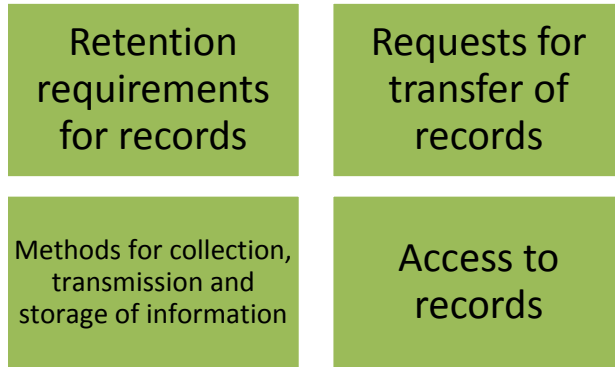 Retention
requirements
for records
Requests for
transfer of
records
Methods for collection,
transmission and
storage of information
Access to
records